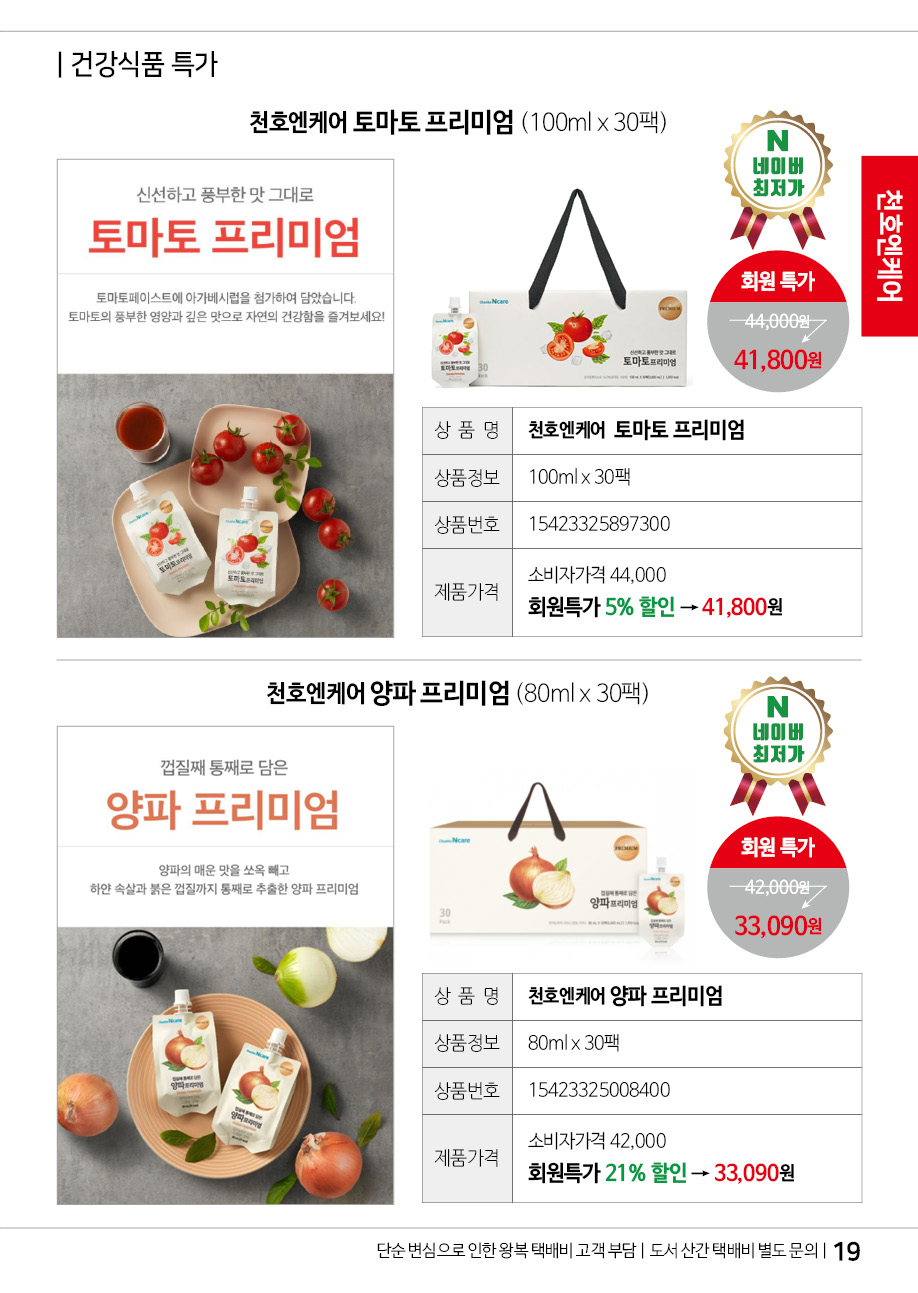 | 건강식품 특가
천호엔케어 토마토 프리미엄 (100ml x 30팩)
신선하고 풍부한 맛 그대로
토마토 프리미엄
토마토페이스트에 아가베시럽을 첨가하여 담았습니다.
토마토의 풍부한 영양과 깊은 맛으로 자연의 건강함을 즐겨보세요!
N
네이버
최저가
회원 특가
44,000원
41,800원
천호엔케어
ChunHo Ncare
PREMIUM
신선하고 풍부한 맛 그대로
토마토프리미엄
30
상 품 명 천호엔케어 토마토 프리미엄
상품정보 100ml x 30팩
상품번호 15423325897300
제품가격 소비자가격 44,000
회원특가 5% 할인 → 41,800원
천호엔케어 양파 프리미엄 (80ml x 30팩)
껍질째 통째로 담은
양파 프리미엄
양파의 매운 맛을 쏘옥 빼고
하얀 속살과 붉은 껍질까지 통째로 추출한 양파 프리미엄
N
네이버
최저가
회원 특가
42,000원
33,090원
ChunHo Ncare
PREMIUM
껍질째 통째로 담은
양파프리미엄
30
Pack
상 품 명 천호엔케어 양파 프리미엄
상품정보 80ml x 30팩
상품번호 15423325008400
제품가격 소비자가격 42,000
회원특가 21% 할인 → 33,090원
단순 변심으로 인한 왕복 택배비 고객 부담 | 도서 산간 택배비 별도 문의 | 19